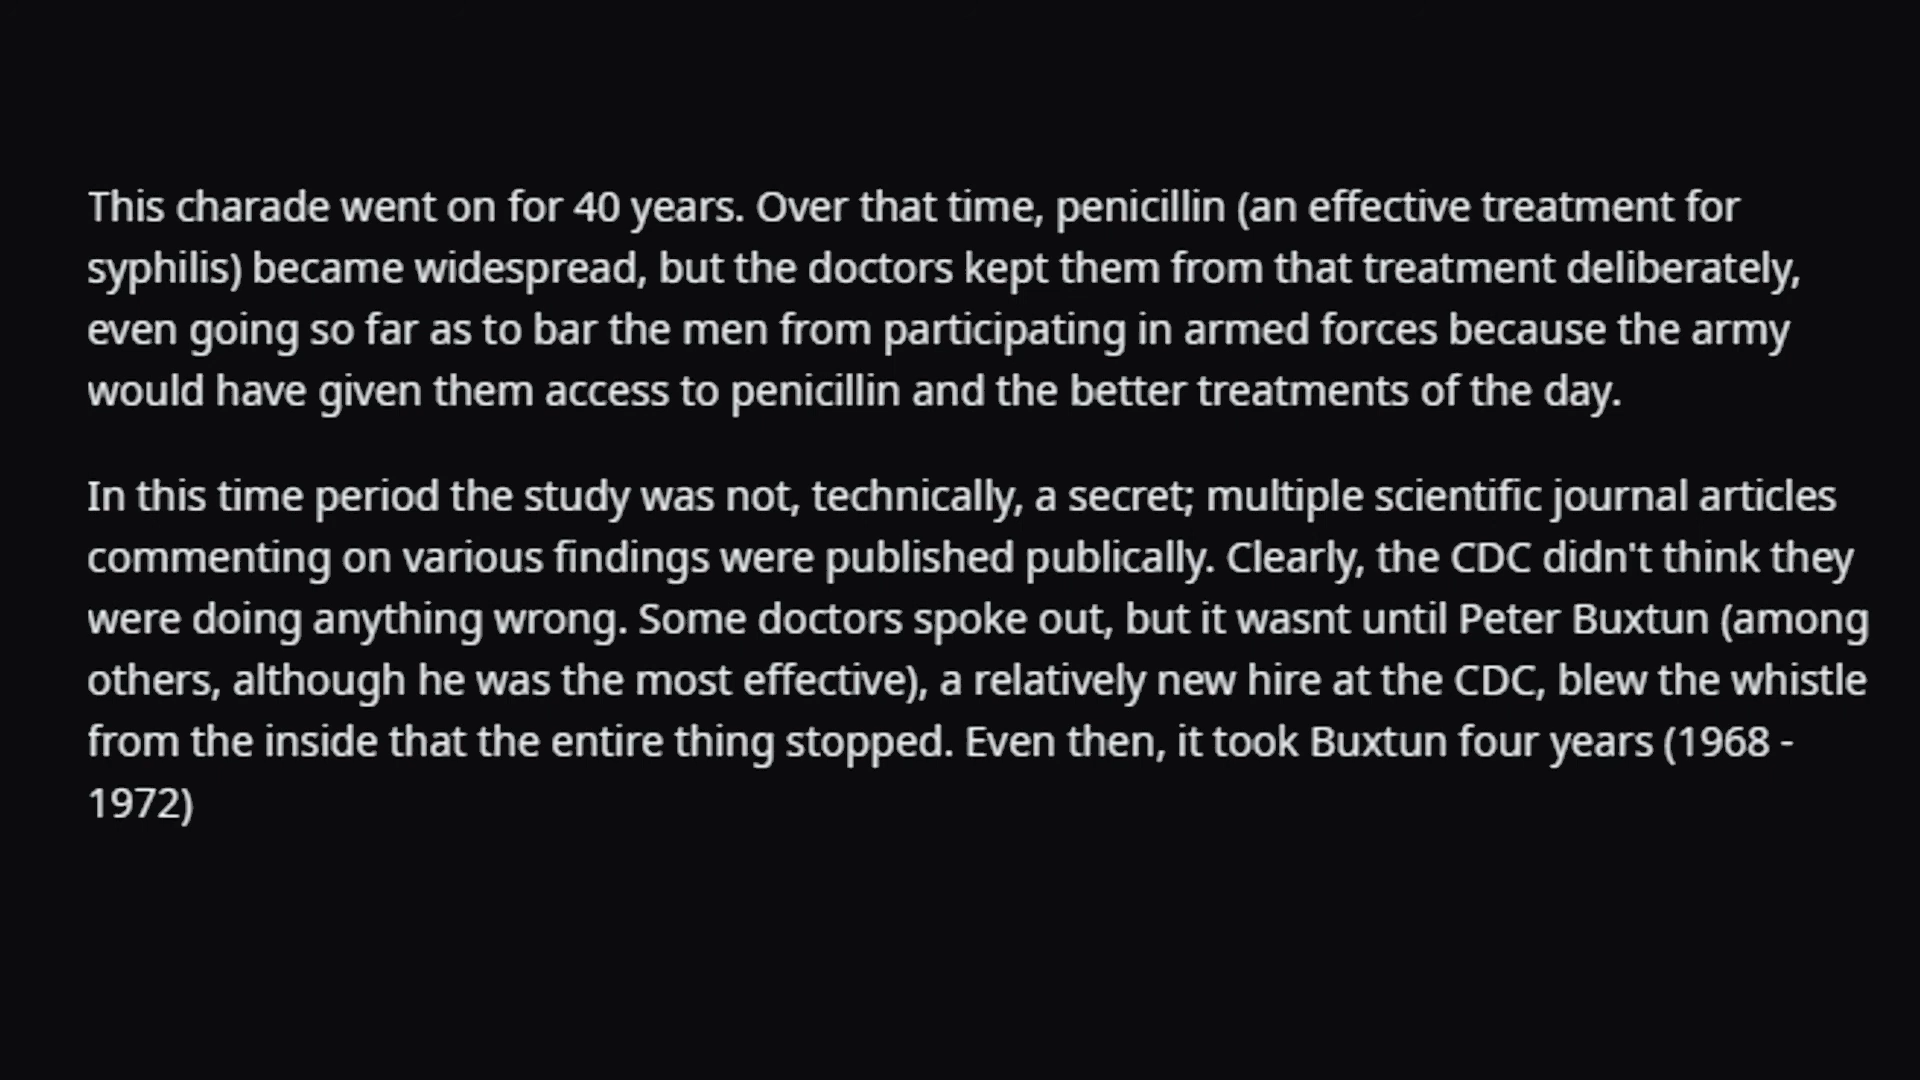 This charade went on for 40 years. Over that time, penicillin (an effective treatment for
syphilis) became widespread, but the doctors kept them from that treatment deliberately,
even going so far as to bar the men from participating in armed forces because the army
would have given them access to penicillin and the better treatments of the day.
In this time period the study was not, technically, a secret; multiple scientific journal articles
commenting on various findings were published publically. Clearly, the CDC didn't think they
were doing anything wrong. Some doctors spoke out, but it wasnt until Peter Buxtun (among
others, although he was the most effective), a relatively new hire at the CDC, blew the whistle
from the inside that the entire thing stopped. Even then, it took Buxtun four years (1968 -
1972)